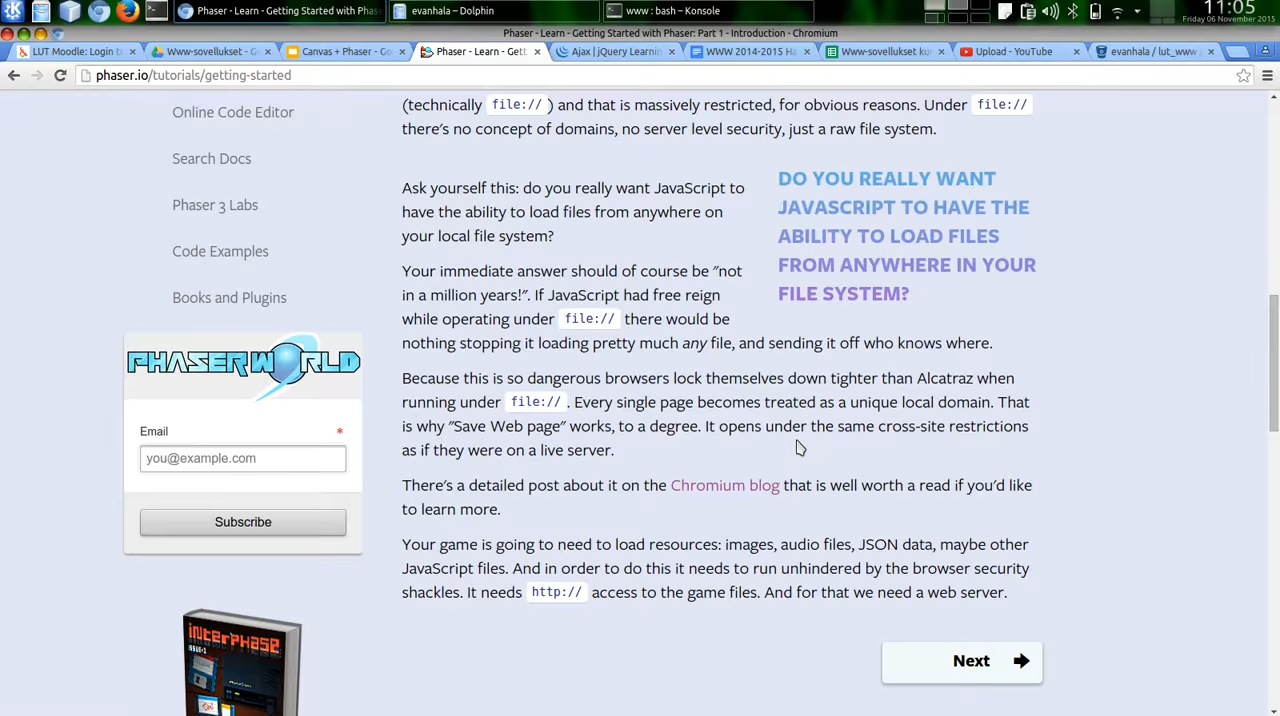 Phaser - Learn - Getting Started with Phas
evanhala – Dolphin
www : bash – Konsole
11:05
Friday 06 November 2015
Phaser - Learn - Getting Started with Phaser: Part 1 - Introduction - Chromium
LUT Moodle: Login t
Www-sovellukset - G
Canvas + Phaser - Go
Phaser - Learn - Gett
Ajax | jQuery Learnin
WWW 2014-2015 Ha
Www-sovellukset ku
Upload - YouTube
evanhala / lut_www
phaser.io/tutorials/getting-started
Online Code Editor
Search Docs
Phaser 3 Labs
Code Examples
Books and Plugins
PHASERWORLD
Email *
you@example.com
Subscribe
INTERPHASE
ISSUE·1
(technically file:// ) and that is massively restricted, for obvious reasons. Under file://
there's no concept of domains, no server level security, just a raw file system.
Ask yourself this: do you really want JavaScript to
have the ability to load files from anywhere on
your local file system?
DO YOU REALLY WANT
JAVASCRIPT TO HAVE THE
ABILITY TO LOAD FILES
FROM ANYWHERE IN YOUR
FILE SYSTEM?
Your immediate answer should of course be "not
in a million years!". If JavaScript had free reign
while operating under file:// there would be
nothing stopping it loading pretty much any file, and sending it off who knows where.
Because this is so dangerous browsers lock themselves down tighter than Alcatraz when
running under file:// . Every single page becomes treated as a unique local domain. That
is why "Save Web page" works, to a degree. It opens under the same cross-site restrictions
as if they were on a live server.
There's a detailed post about it on the Chromium blog that is well worth a read if you'd like
to learn more.
Your game is going to need to load resources: images, audio files, JSON data, maybe other
JavaScript files. And in order to do this it needs to run unhindered by the browser security
shackles. It needs http:// access to the game files. And for that we need a web server.
Next